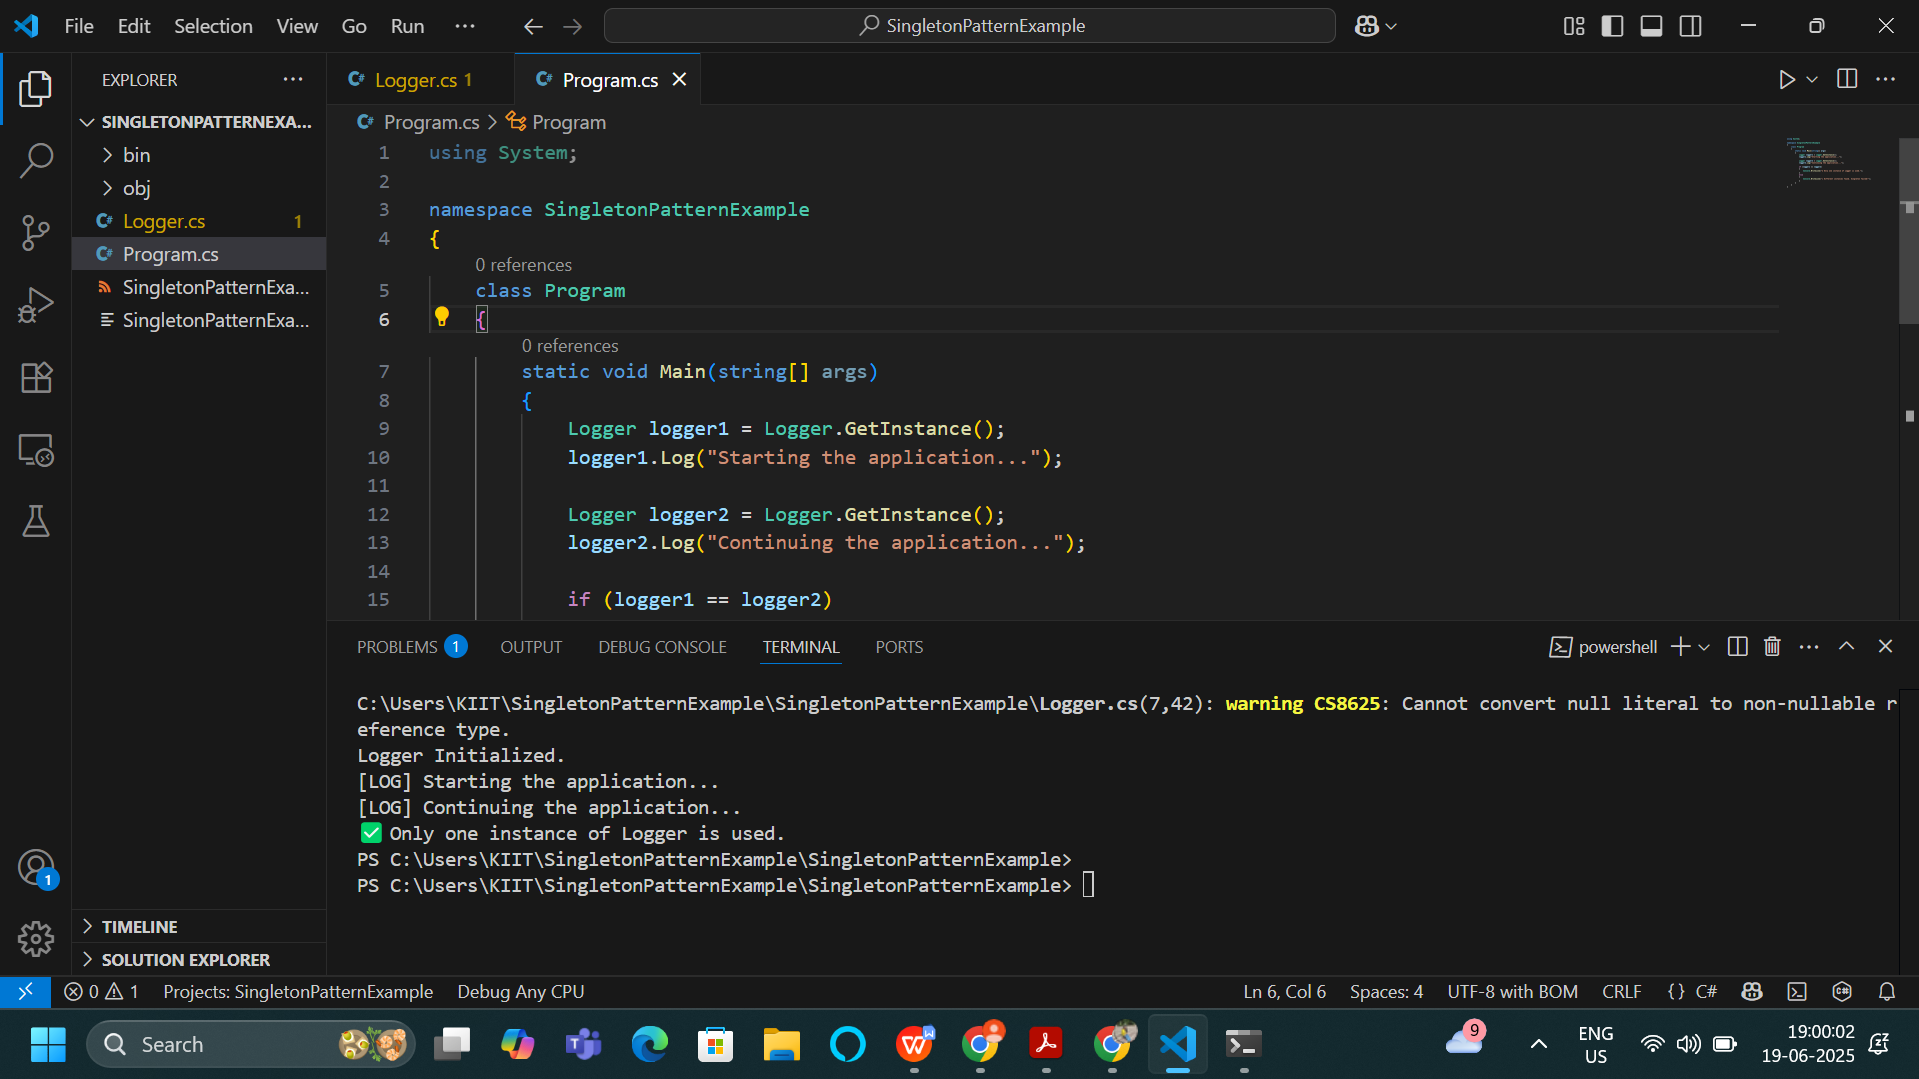 File Edit Selection View Go Run ···
SingletonPatternExample
EXPLORER ···
SINGLETONPATTERNEXA...
bin
obj
Logger.cs 1
Program.cs
SingletonPatternExa...
SingletonPatternExa...
TIMELINE
SOLUTION EXPLORER
Logger.cs 1
Program.cs
Program.cs > Program
1 using System;
2
3 namespace SingletonPatternExample
4 {
0 references
5 class Program
6 {
0 references
7 static void Main(string[] args)
8 {
9 Logger logger1 = Logger.GetInstance();
10 logger1.Log("Starting the application...");
11
12 Logger logger2 = Logger.GetInstance();
13 logger2.Log("Continuing the application...");
14
15 if (logger1 == logger2)
PROBLEMS 1 OUTPUT DEBUG CONSOLE TERMINAL PORTS
powershell
C:\Users\KIIT\SingletonPatternExample\SingletonPatternExample\Logger.cs(7,42): warning CS8625: Cannot convert null literal to non-nullable r
eference type.
Logger Initialized.
[LOG] Starting the application...
[LOG] Continuing the application...
✅ Only one instance of Logger is used.
PS C:\Users\KIIT\SingletonPatternExample\SingletonPatternExample>
PS C:\Users\KIIT\SingletonPatternExample\SingletonPatternExample>
1
0 1 Projects: SingletonPatternExample Debug Any CPU
Ln 6, Col 6 Spaces: 4 UTF-8 with BOM CRLF {} C#
Search
9
ENG
US
19:00:02
19-06-2025